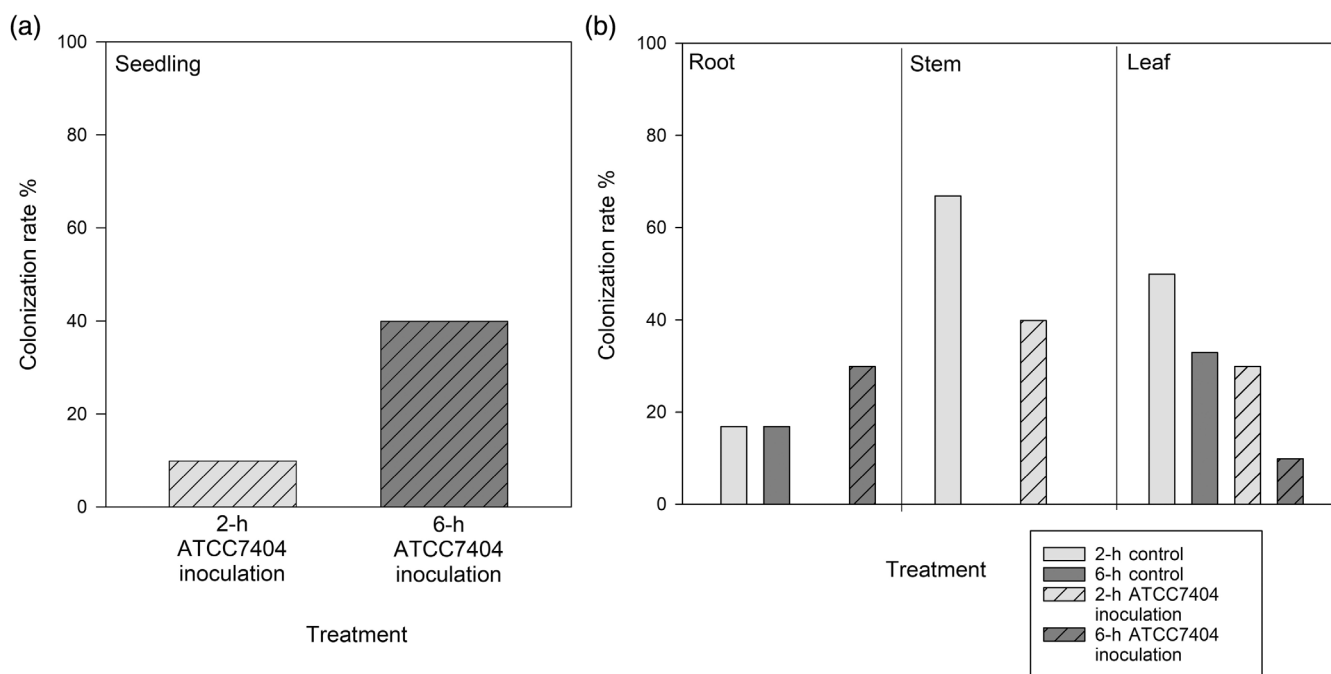 (a)
100
80
60
40
20
0
Colonization rate %
Seedling
2-h
ATCC7404
inoculation
6-h
ATCC7404
inoculation
Treatment
(b)
100
80
60
40
20
0
Colonization rate %
Root
Stem
Leaf
Treatment
2-h control
6-h control
2-h ATCC7404
inoculation
6-h ATCC7404
inoculation